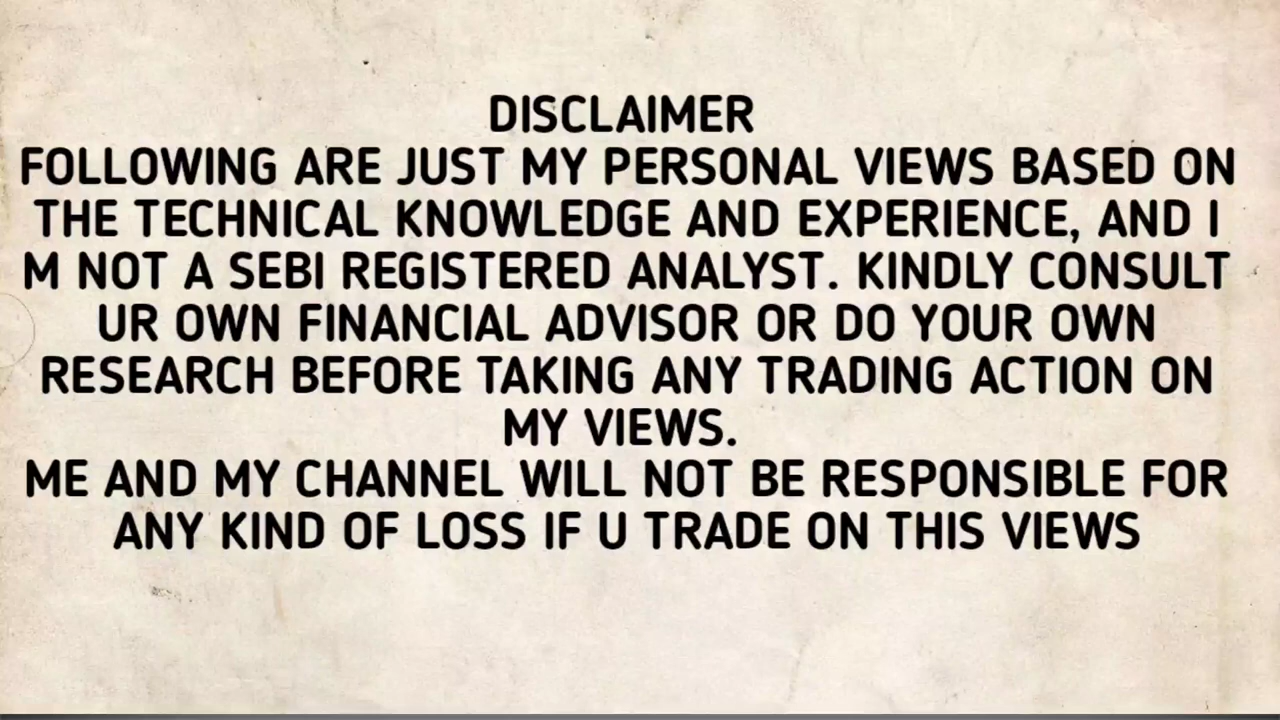 DISCLAIMER
FOLLOWING ARE JUST MY PERSONAL VIEWS BASED ON
THE TECHNICAL KNOWLEDGE AND EXPERIENCE, AND I
M NOT A SEBI REGISTERED ANALYST. KINDLY CONSULT
UR OWN FINANCIAL ADVISOR OR DO YOUR OWN
RESEARCH BEFORE TAKING ANY TRADING ACTION ON
MY VIEWS.
ME AND MY CHANNEL WILL NOT BE RESPONSIBLE FOR
ANY KIND OF LOSS IF U TRADE ON THIS VIEWS